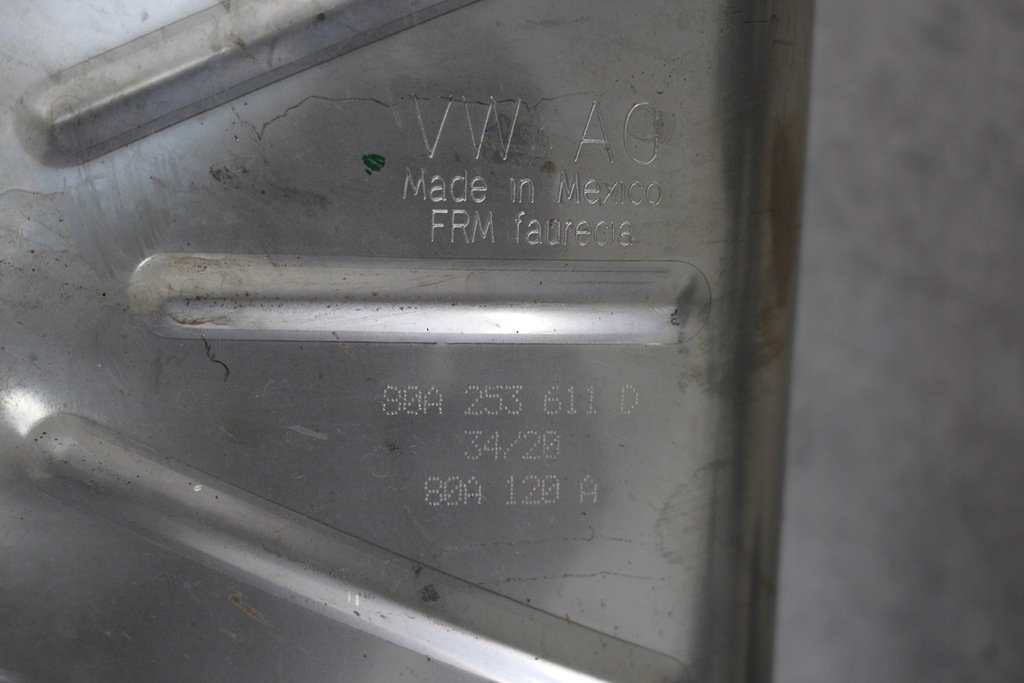 VW AG
Made in Mexico
FRM faurecia
80A 253 611 D
34/20
80A 120 A